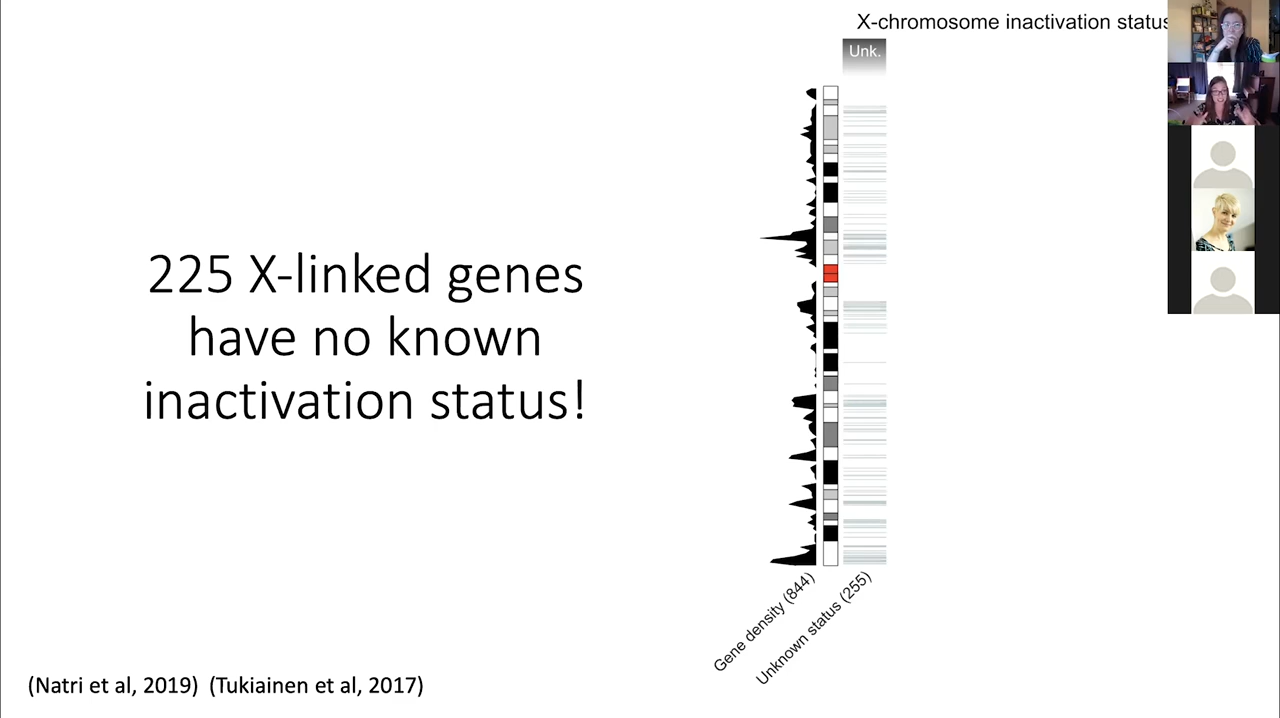 X-chromosome inactivation status
Unk.
225 X-linked genes
have no known
inactivation status!
Gene density (844)
Unknown status (255)
(Natri et al, 2019) (Tukiainen et al, 2017)